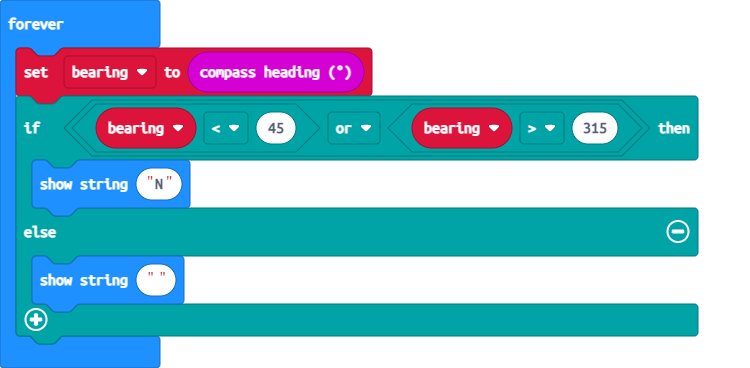 forever
set bearing to compass heading (°)
if bearing < 45 or bearing > 315 then
show string "N"
else
show string " "